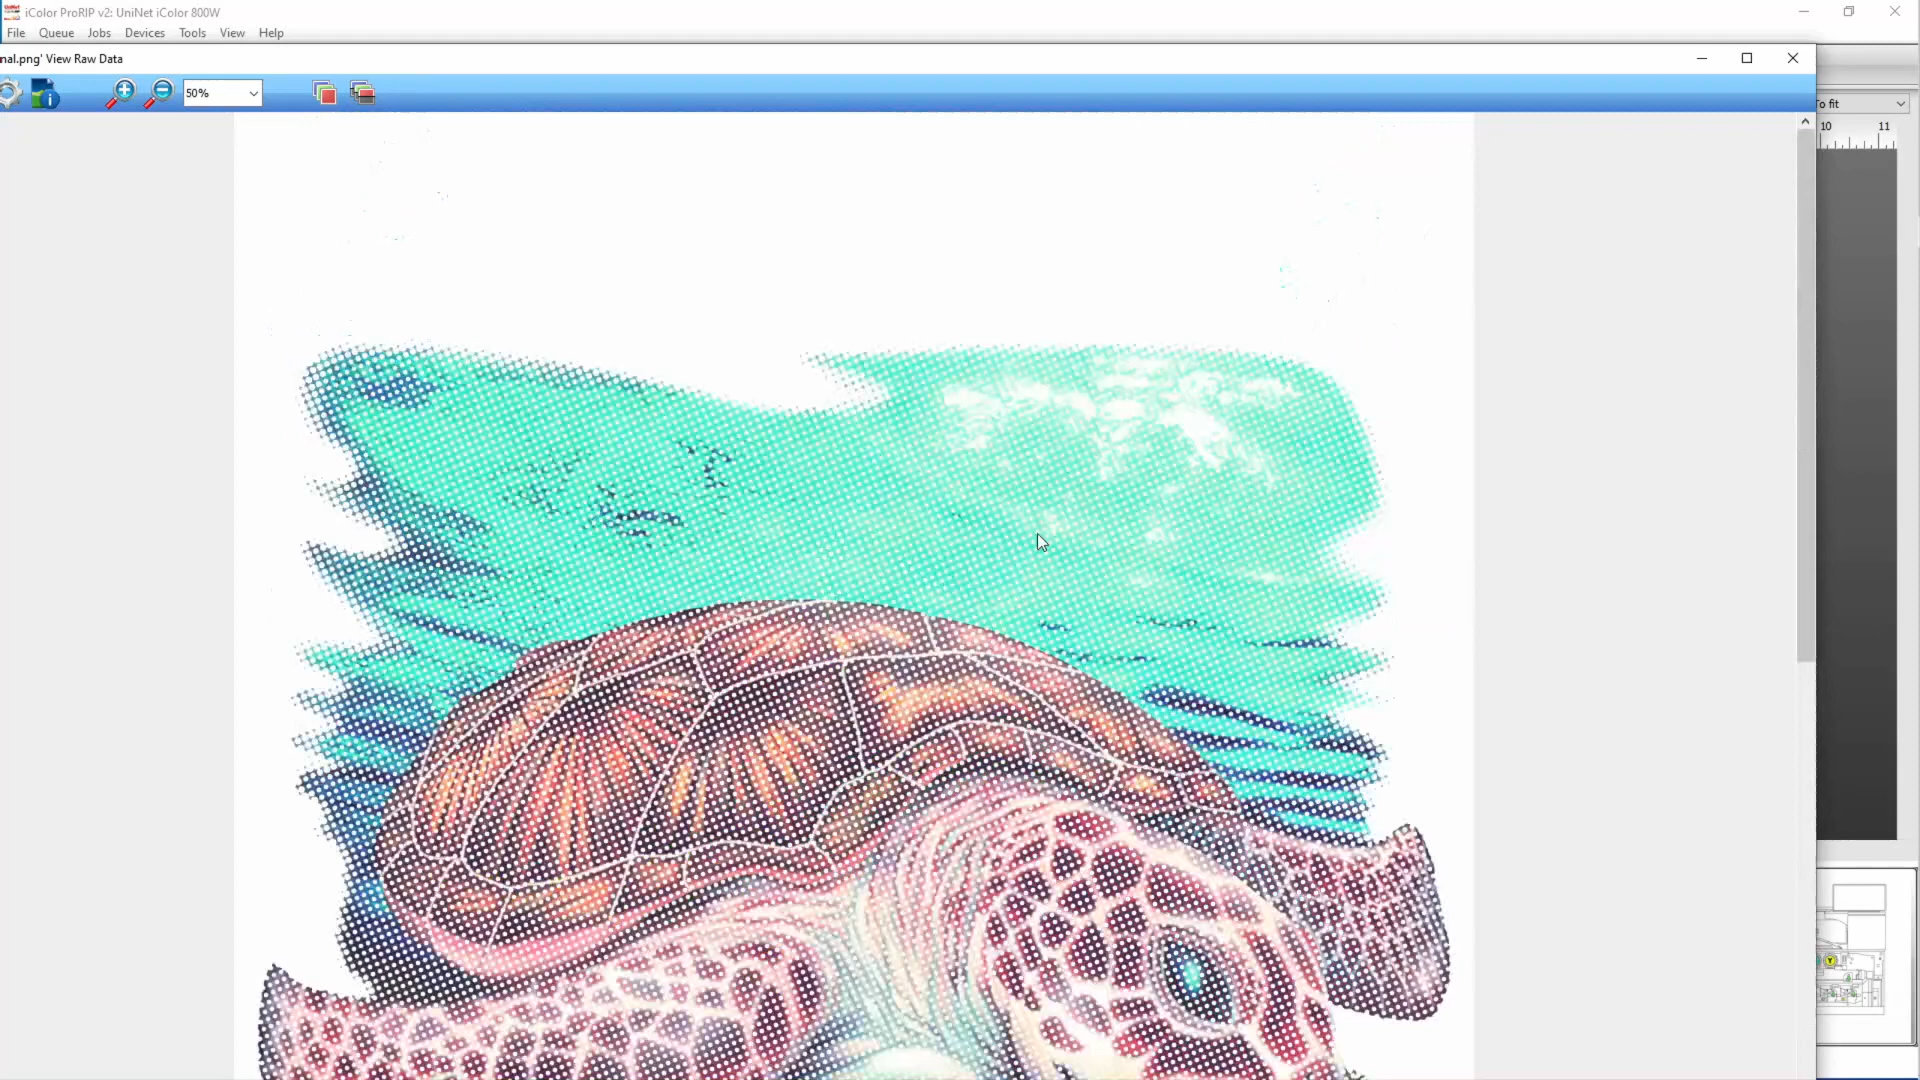 iColor ProRIP v2: UniNet iColor 800W
File Queue Jobs Devices Tools View Help
nal.png' View Raw Data
50%
To fit
10 11